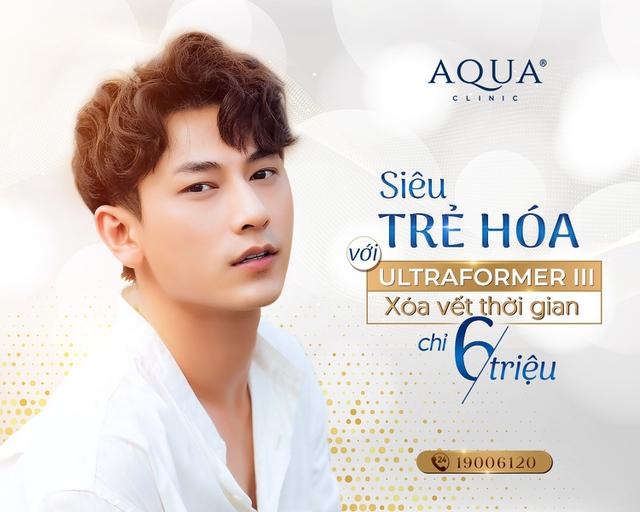 AQUA®
CLINIC
Siêu
TRẺ HÓA
với
ULTRAFORMER III
Xóa vết thời gian
chỉ 6 triệu
24 19006120